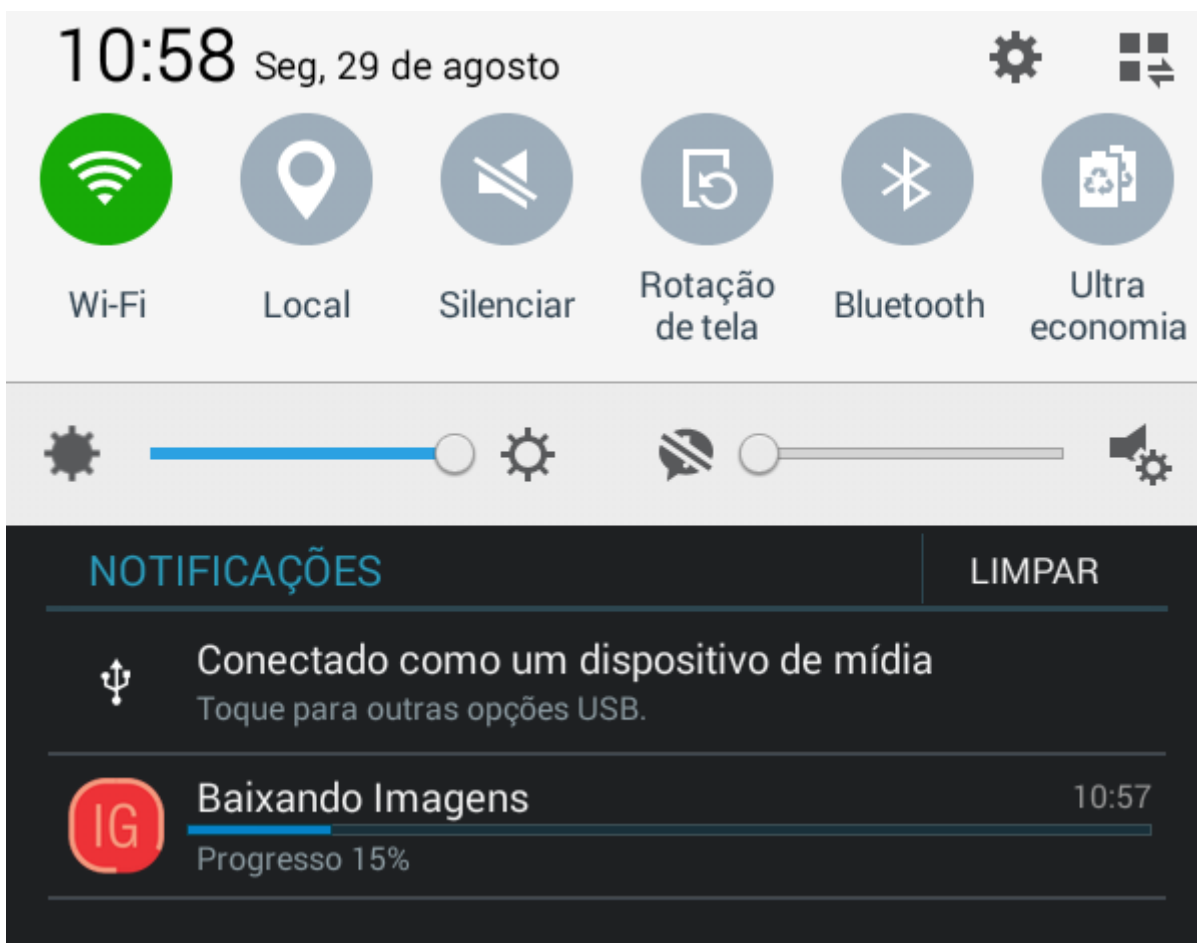 10:58 Seg, 29 de agosto
Wi-Fi
Local
Silenciar
Rotação
de tela
Bluetooth
Ultra
economia
NOTIFICAÇÕES LIMPAR
Conectado como um dispositivo de mídia
Toque para outras opções USB.
IG
Baixando Imagens 10:57
Progresso 15%